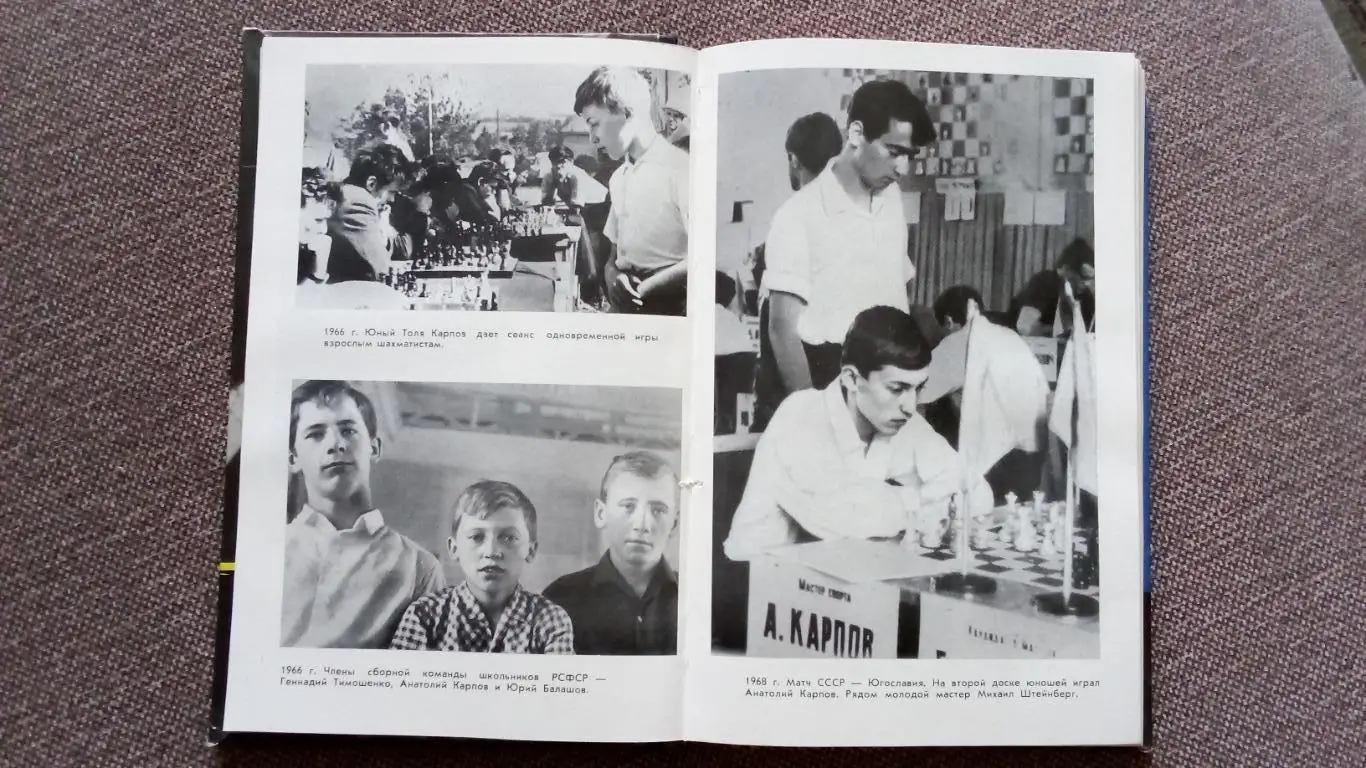 1966 г. Юный Толя Карпов дает сеанс одновременной игры
взрослым шахматистам.
1966 г. Члены сборной команды школьников РСФСР —
Геннадий Тимошенко, Анатолий Карпов и Юрий Балашов.
Мастер спорта
А. КАРПОВ
1968 г. Матч СССР — Югославия. На второй доске юношей играл
Анатолий Карпов. Рядом молодой мастер Михаил Штейнберг.